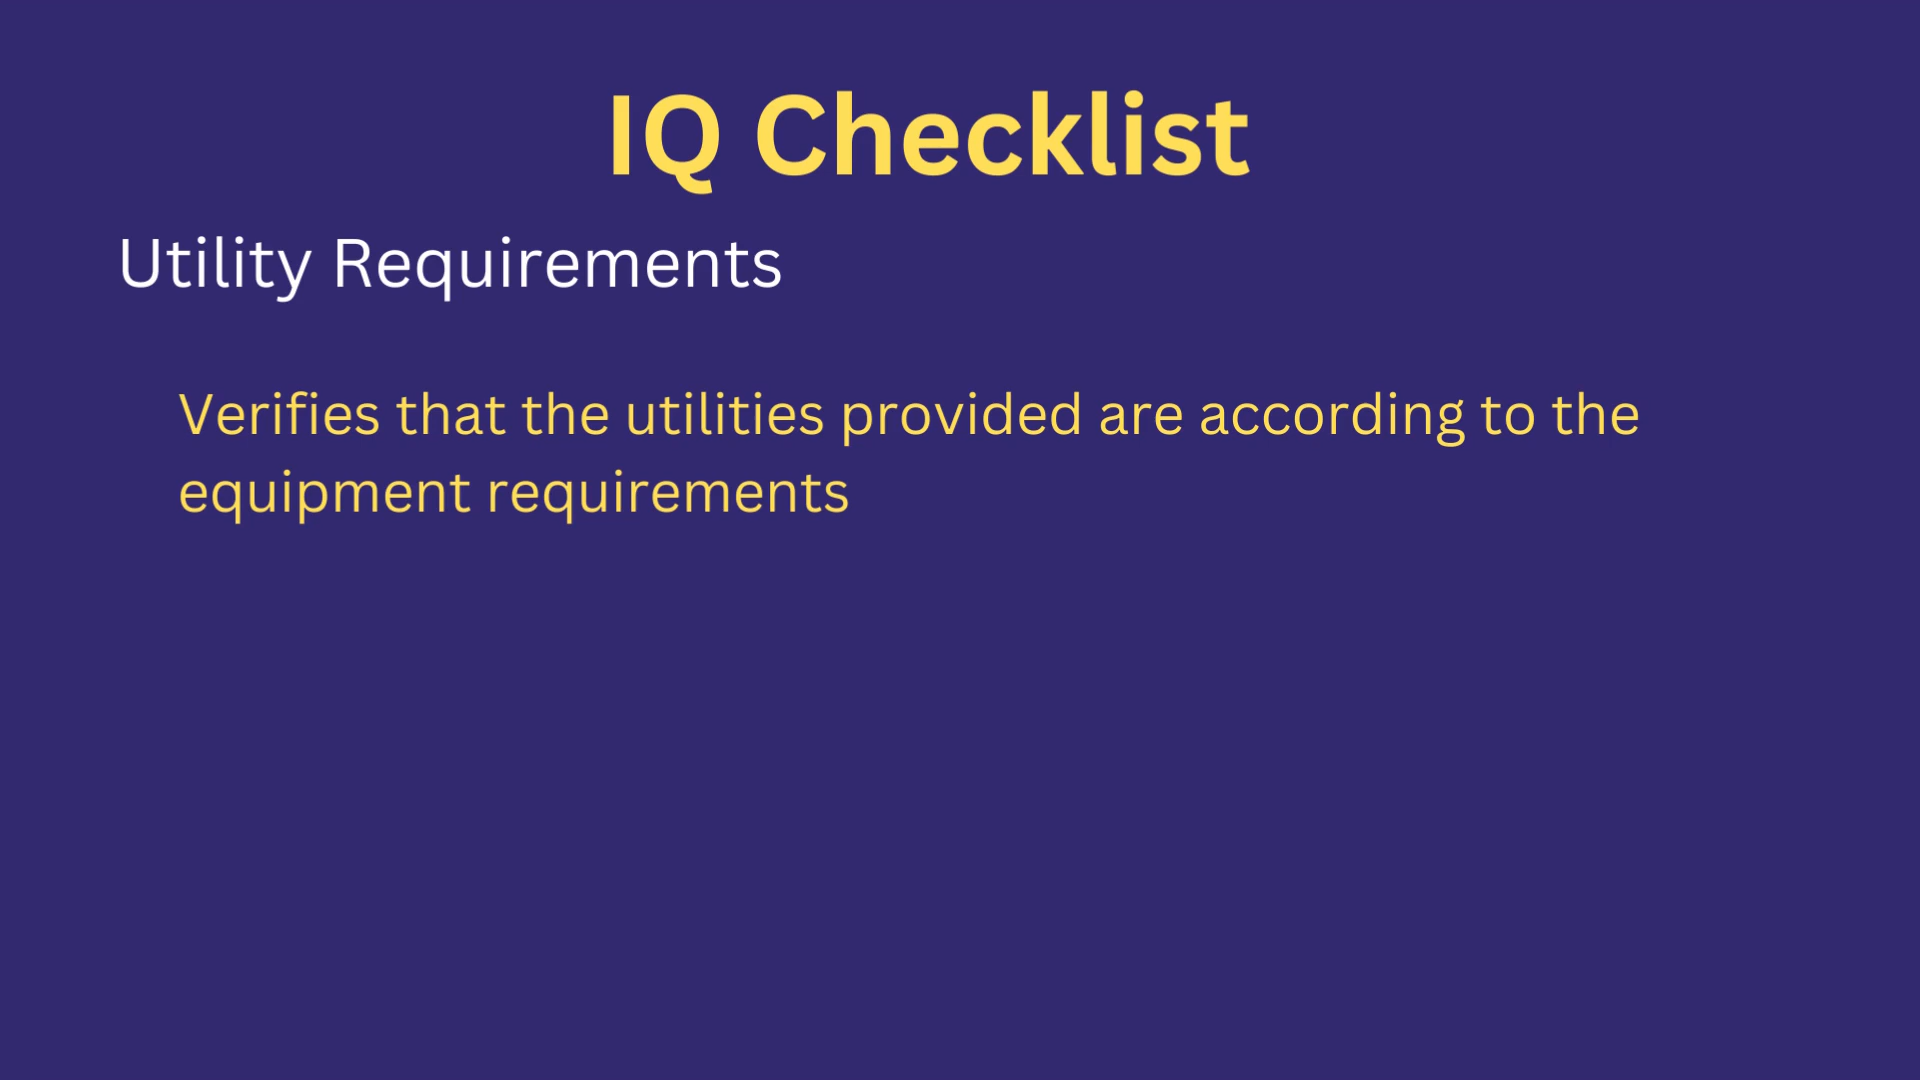 IQ Checklist
Utility Requirements
Verifies that the utilities provided are according to the
equipment requirements